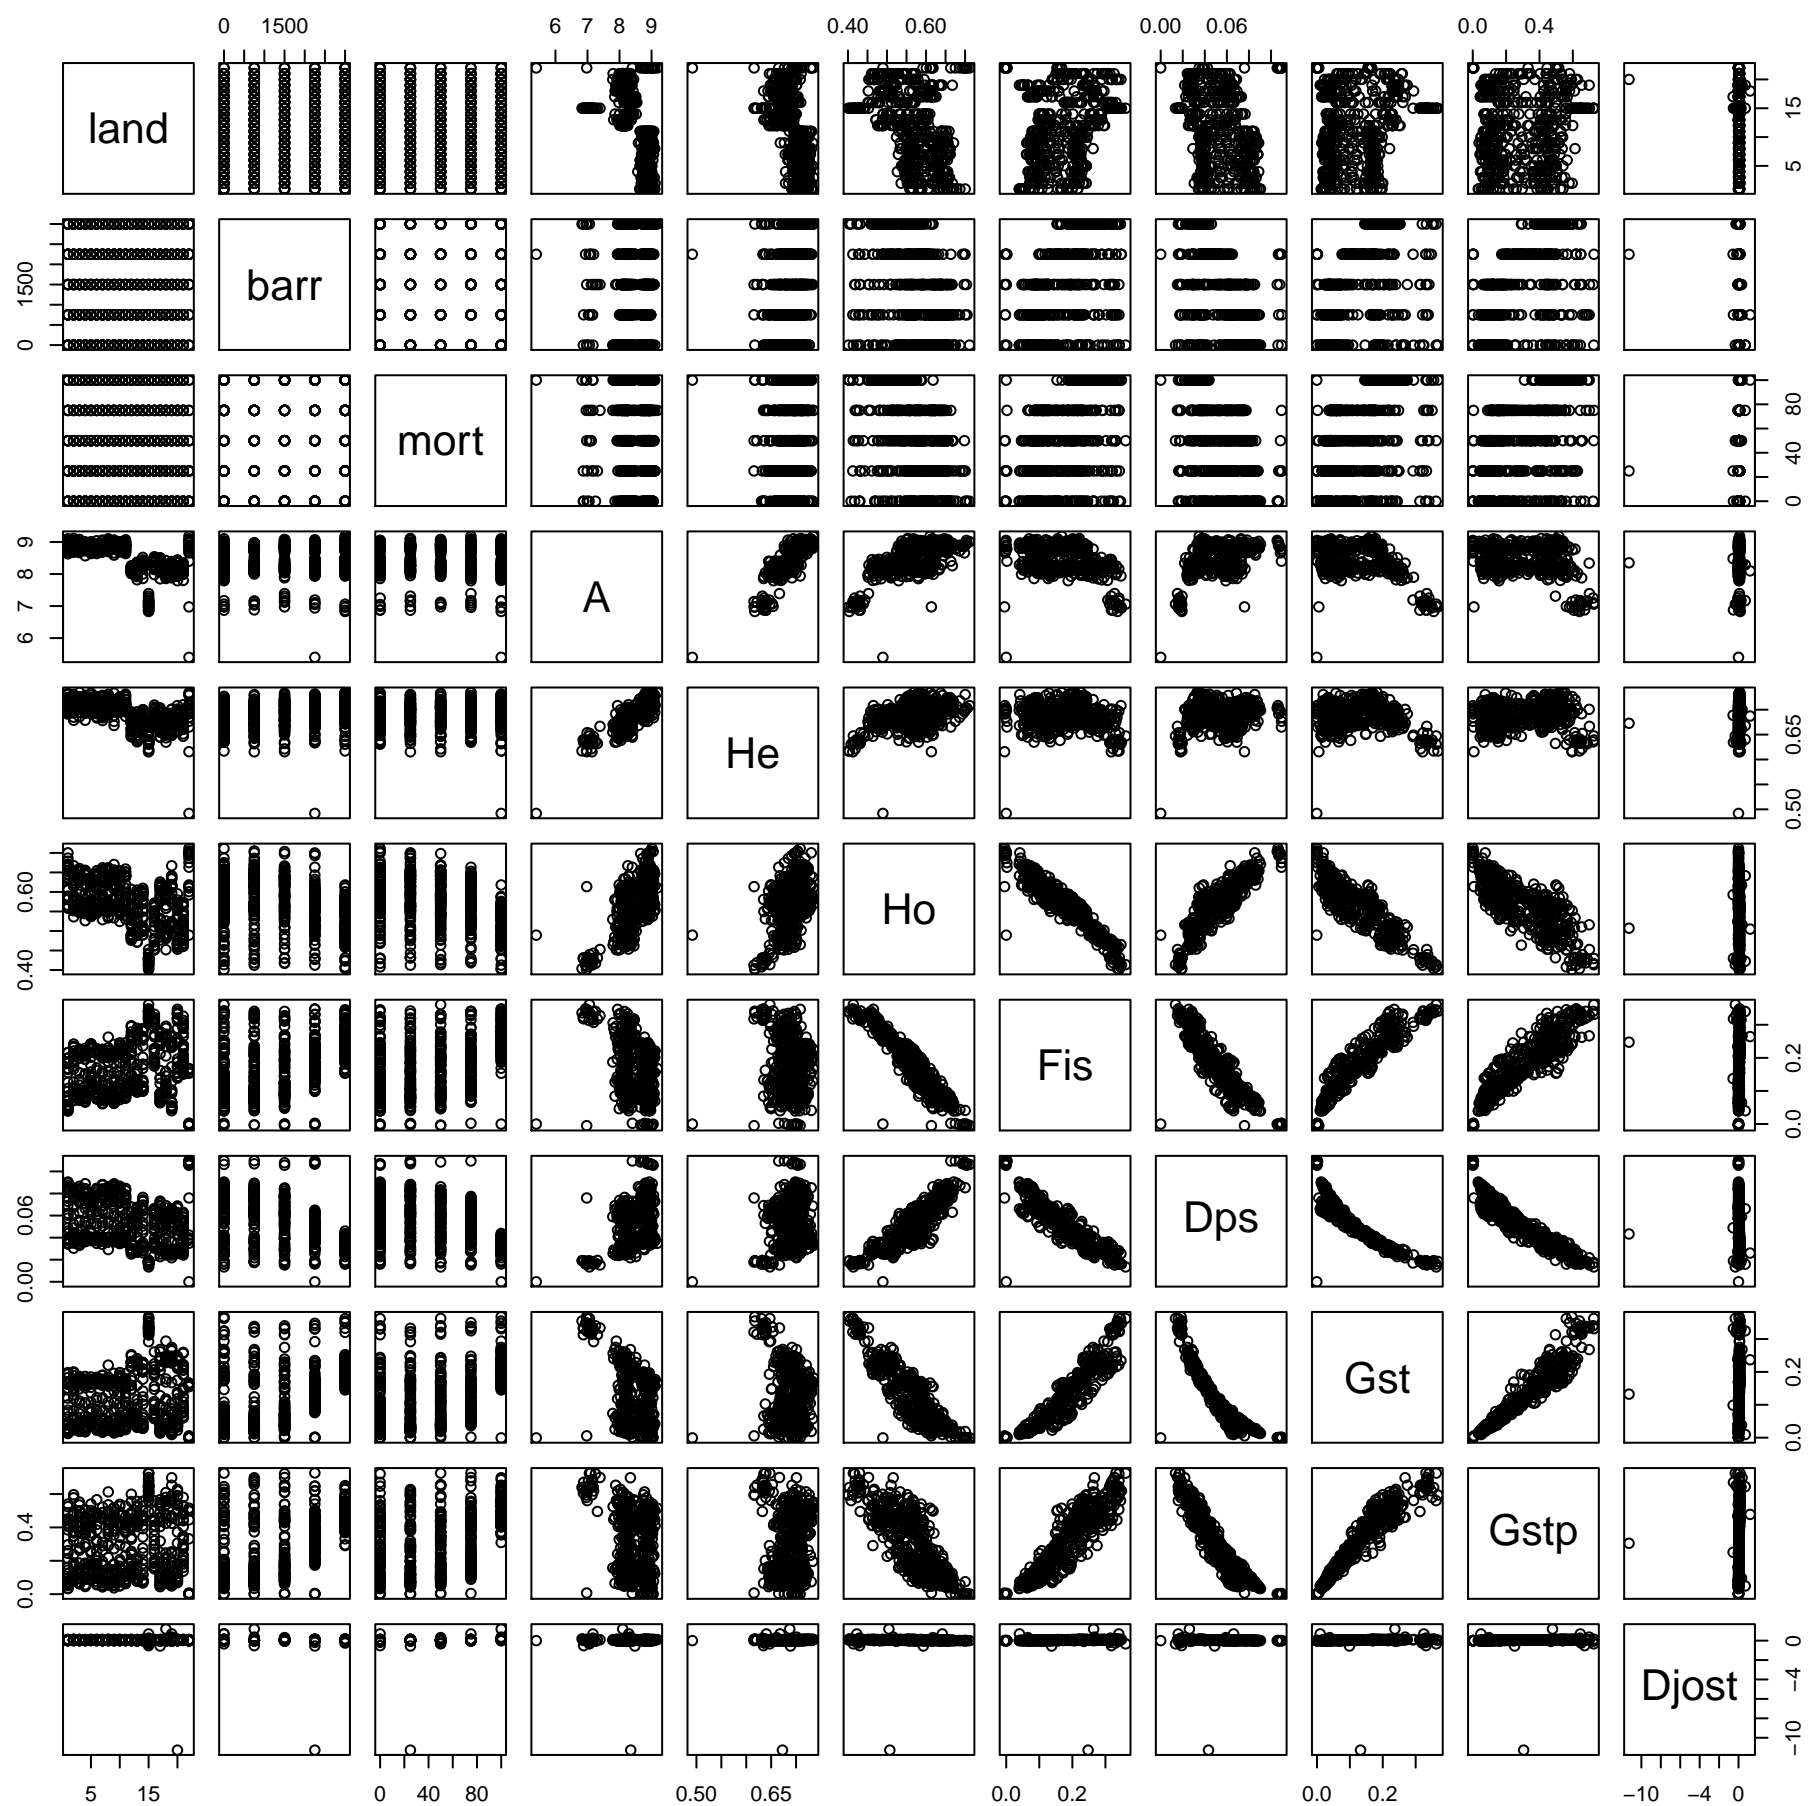 0 1500 6 7 8 9 0.40 0.60 0.00 0.06 0.0 0.4
land 5 15
0 1500 barr
mort 0 40 80
6 7 8 9 A
He 0.50 0.65
0.40 0.60 Ho
Fis 0.0 0.2
0.00 0.06 Dps
Gst 0.0 0.2
0.0 0.4 Gstp
Djost −10 −4 0
5 15 0 40 80 0.50 0.65 0.0 0.2 0.0 0.2 −10 −4 0